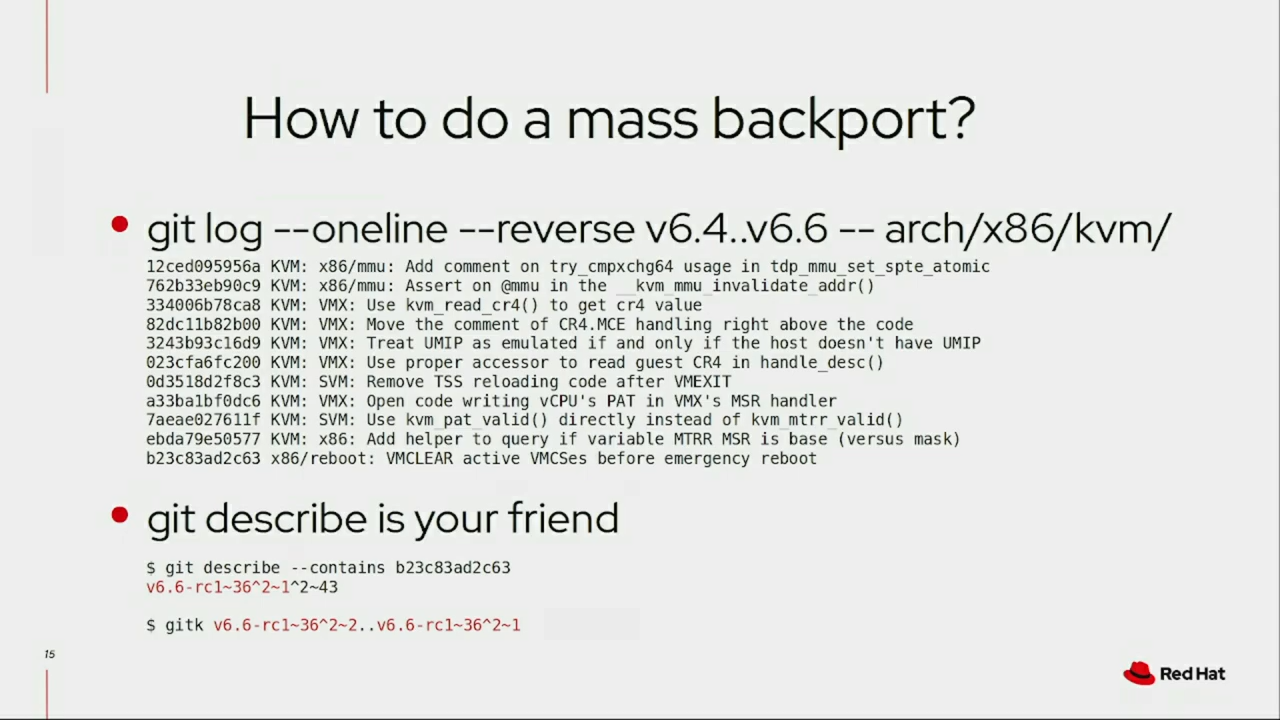 How to do a mass backport?
git log --oneline --reverse v6.4..v6.6 -- arch/x86/kvm/
12ced095956a KVM: x86/mmu: Add comment on try_cmpxchg64 usage in tdp_mmu_set_spte_atomic
762b33eb90c9 KVM: x86/mmu: Assert on @mmu in the __kvm_mmu_invalidate_addr()
334006b78ca8 KVM: VMX: Use kvm_read_cr4() to get cr4 value
82dc11b82b00 KVM: VMX: Move the comment of CR4.MCE handling right above the code
3243b93c16d9 KVM: VMX: Treat UMIP as emulated if and only if the host doesn't have UMIP
023cfa6fc200 KVM: VMX: Use proper accessor to read guest CR4 in handle_desc()
0d3518d2f8c3 KVM: SVM: Remove TSS reloading code after VMEXIT
a33ba1bf0dc6 KVM: VMX: Open code writing vCPU's PAT in VMX's MSR handler
7aeae027611f KVM: SVM: Use kvm_pat_valid() directly instead of kvm_mtrr_valid()
ebda79e50577 KVM: x86: Add helper to query if variable MTRR MSR is base (versus mask)
b23c83ad2c63 x86/reboot: VMCLEAR active VMCSes before emergency reboot
git describe is your friend
$ git describe --contains b23c83ad2c63
v6.6-rc1~36^2~1^2~43
$ gitk v6.6-rc1~36^2~2..v6.6-rc1~36^2~1
15
Red Hat